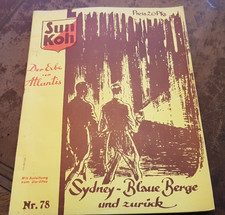 Preis 20 Pfg
Sun
Koh
Der Erbe
von
Atlantis
Sydney - Blaue Berge
und zurück
Nr. 78